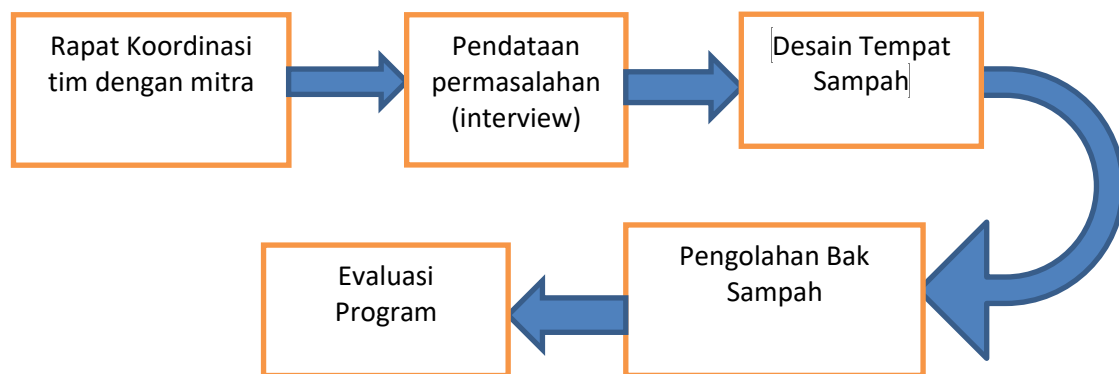 Rapat Koordinasi
tim dengan mitra
Pendataan
permasalahan
(interview)
Desain Tempat
Sampah
Pengolahan Bak
Sampah
Evaluasi
Program